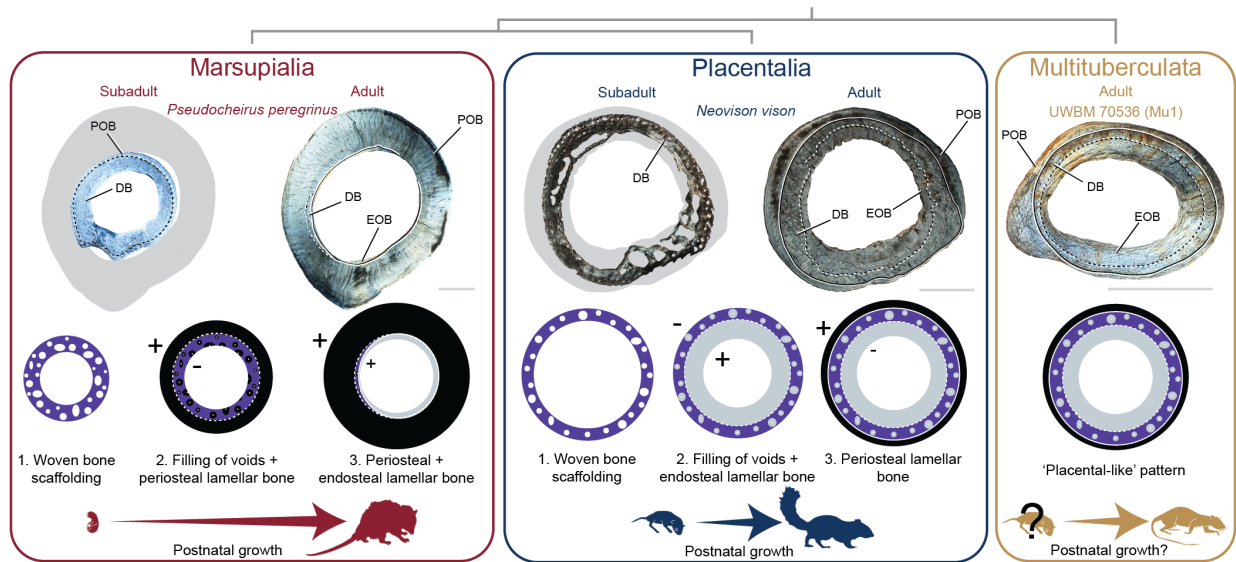 Marsupialia
Subadult
Adult
Pseudocheirus peregrinus
POB
DB
POB
DB
EOB
+
-
+
+
1. Woven bone
scaffolding
2. Filling of voids +
periosteal lamellar bone
3. Periosteal +
endosteal lamellar bone
Postnatal growth
Placentalia
Subadult
Adult
Neovison vison
DB
POB
DB
EOB
-
+
+
-
1. Woven bone
scaffolding
2. Filling of voids +
endosteal lamellar bone
3. Periosteal lamellar
bone
Postnatal growth
Multituberculata
Adult
UWBM 70536 (Mu1)
POB
DB
EOB
‘Placental-like’ pattern
?
Postnatal growth?